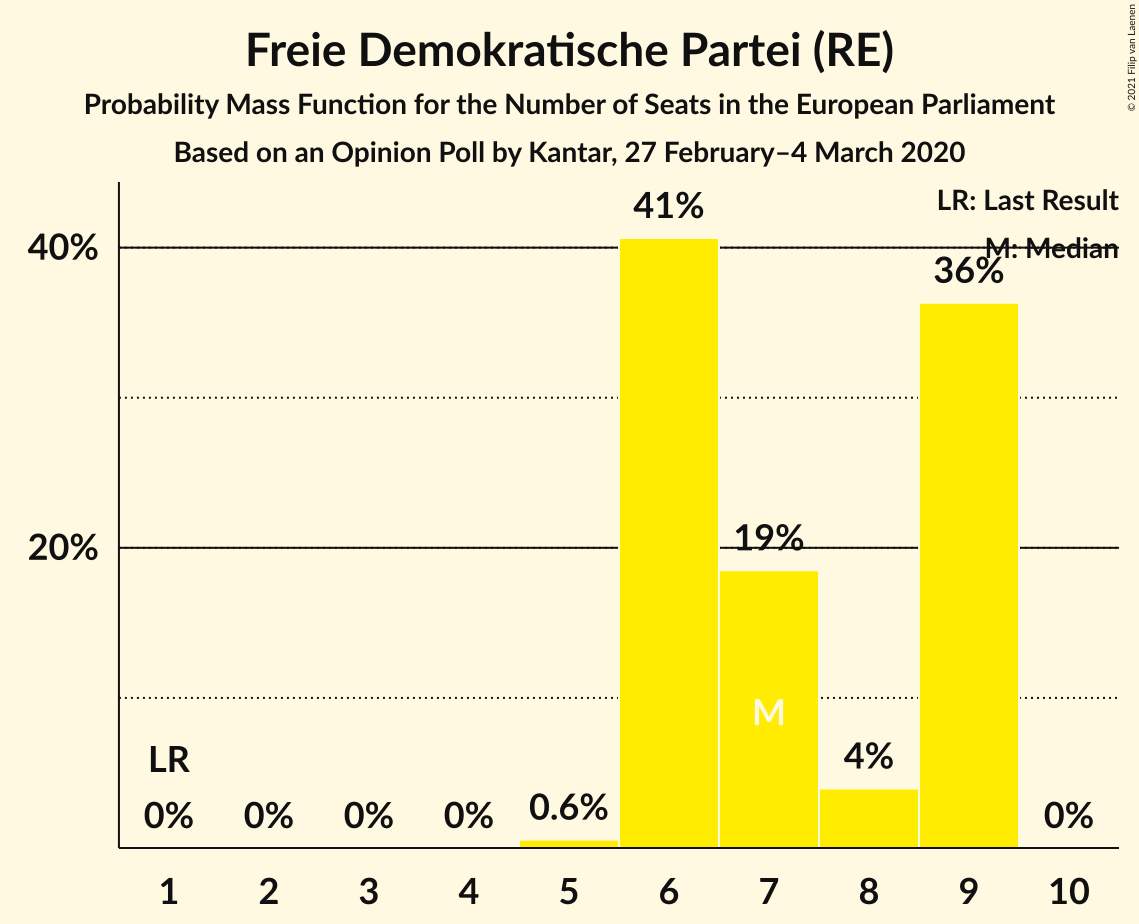 Freie Demokratische Partei (RE)
Probability Mass Function for the Number of Seats in the European Parliament
Based on an Opinion Poll by Kantar, 27 February–4 March 2020
© 2021 Filip van Laenen
LR: Last Result
M: Median
41%
40%
36%
20%
19%
M
LR
4%
0%
0%
0%
0%
0.6%
0%
1 2 3 4 5 6 7 8 9 10